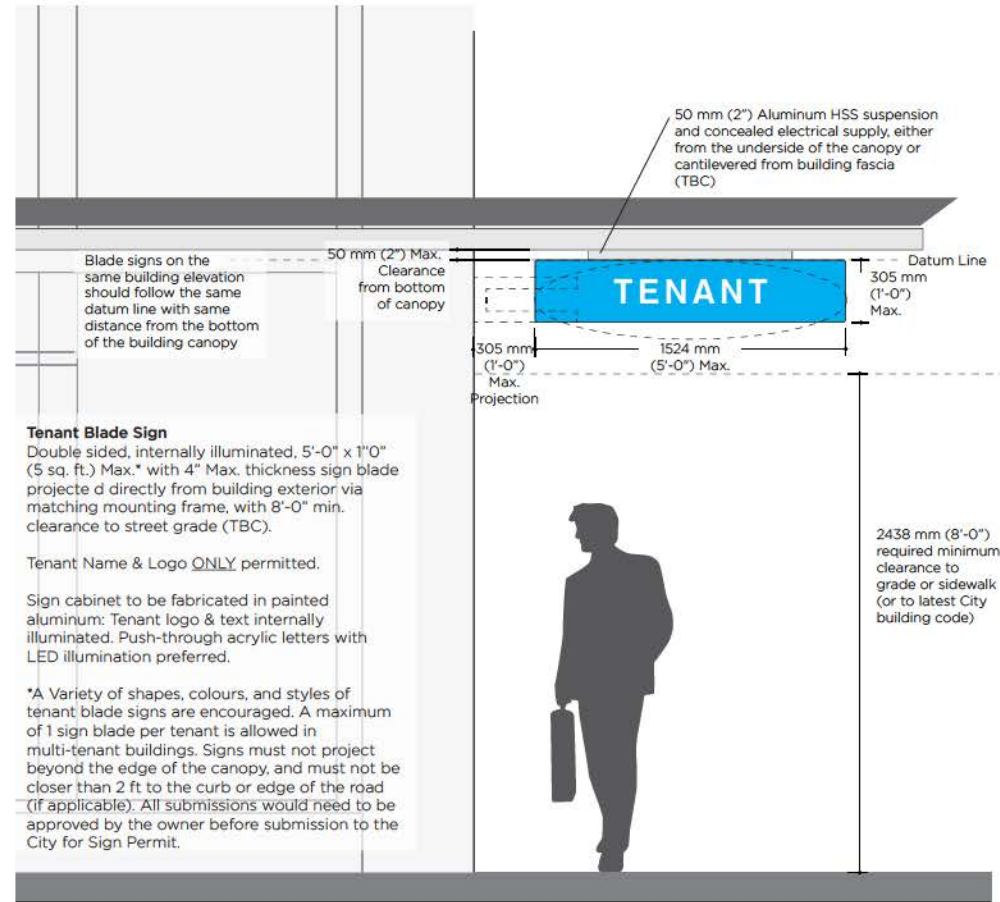 50 mm (2") Aluminum HSS suspension
and concealed electrical supply, either
from the underside of the canopy or
cantilevered from building fascia
(TBC)
Blade signs on the
same building elevation
should follow the same
datum line with same
distance from the bottom
of the building canopy
50 mm (2") Max.
Clearance
from bottom
of canopy
TENANT
Datum Line
305 mm
(1'-0")
Max.
305 mm
(1'-0")
Max.
Projection
1524 mm
(5'-0") Max.
Tenant Blade Sign
Double sided, internally illuminated, 5'-0" x 1"0"
(5 sq. ft.) Max.* with 4" Max. thickness sign blade
projecte d directly from building exterior via
matching mounting frame, with 8'-0" min.
clearance to street grade (TBC).
Tenant Name & Logo ONLY permitted.
Sign cabinet to be fabricated in painted
aluminum: Tenant logo & text internally
illuminated. Push-through acrylic letters with
LED illumination preferred.
*A Variety of shapes, colours, and styles of
tenant blade signs are encouraged. A maximum
of 1 sign blade per tenant is allowed in
multi-tenant buildings. Signs must not project
beyond the edge of the canopy, and must not be
closer than 2 ft to the curb or edge of the road
(if applicable). All submissions would need to be
approved by the owner before submission to the
City for Sign Permit.
2438 mm (8'-0")
required minimum
clearance to
grade or sidewalk
(or to latest City
building code)